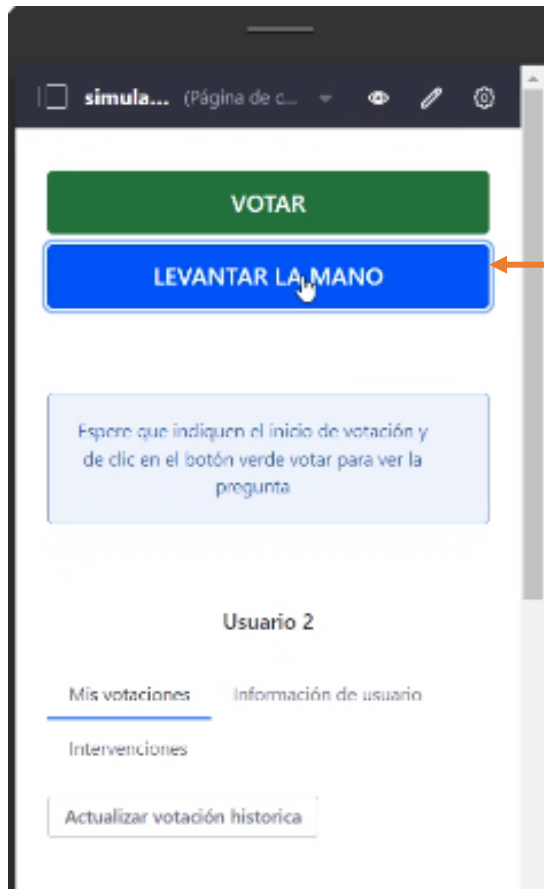 simula... (Página de c...
VOTAR
LEVANTAR LA MANO
Espere que indiquen el inicio de votación y
de clic en el botón verde votar para ver la
pregunta
Usuario 2
Mis votaciones Información de usuario
Intervenciones
Actualizar votación historica